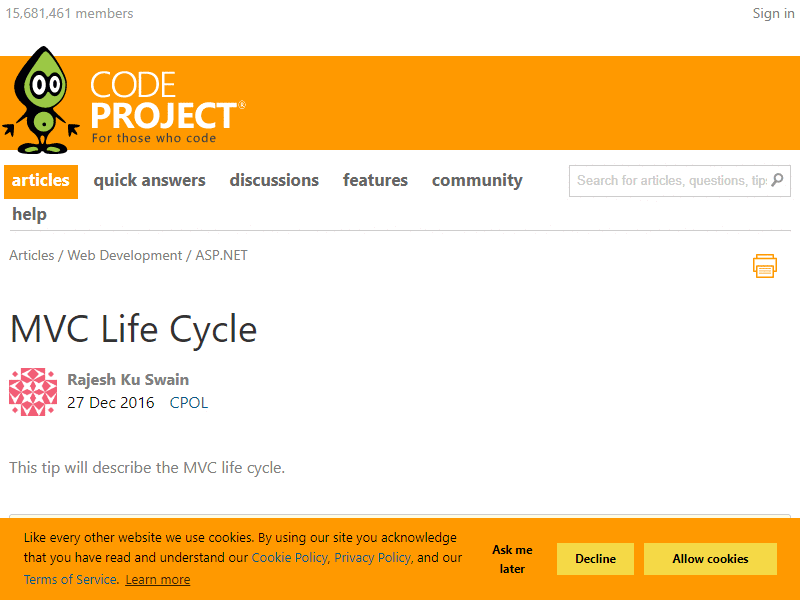 15,681,461 members
Sign in
CODE
PROJECT®
For those who code
articles quick answers discussions features community
Search for articles, questions, tips
help
Articles / Web Development / ASP.NET
MVC Life Cycle
Rajesh Ku Swain
27 Dec 2016 CPOL
This tip will describe the MVC life cycle.
Like every other website we use cookies. By using our site you acknowledge
that you have read and understand our Cookie Policy, Privacy Policy, and our
Terms of Service. Learn more
Ask me
later
Decline
Allow cookies